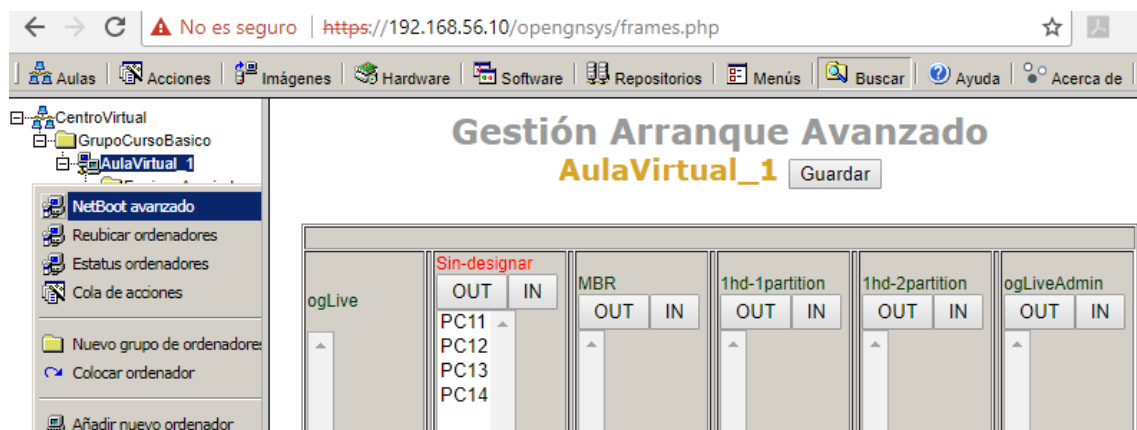 No es seguro | https://192.168.56.10/opengnsys/frames.php
Aulas Acciones Imágenes Hardware Software Repositorios Menús Buscar Ayuda Acerca de
CentroVirtual
GrupoCursoBasico
AulaVirtual_1
NetBoot avanzado
Reubicar ordenadores
Estatus ordenadores
Cola de acciones
Nuevo grupo de ordenadores
Colocar ordenador
Añadir nuevo ordenador
Gestión Arranque Avanzado
AulaVirtual_1 Guardar
ogLive
Sin-designar
OUT IN
PC11
PC12
PC13
PC14
MBR
OUT IN
1hd-1partition
OUT IN
1hd-2partition
OUT IN
ogLiveAdmin
OUT IN